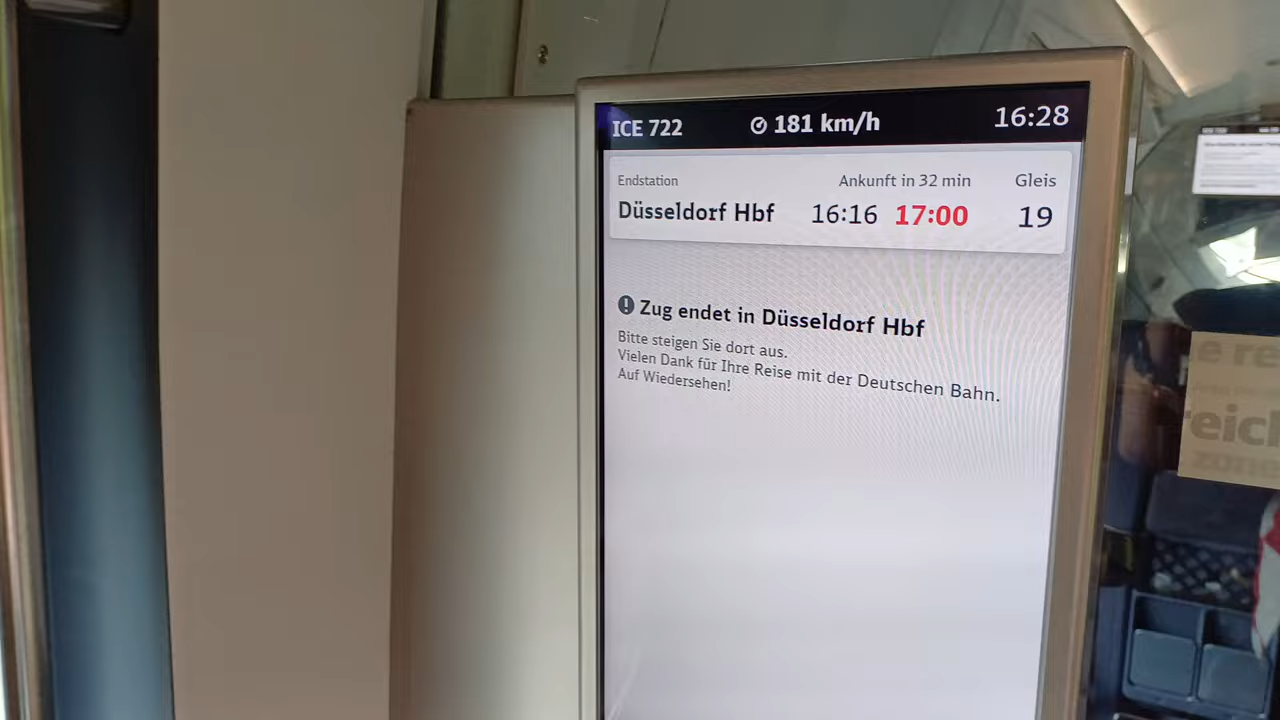 ICE 722 181 km/h 16:28
Endstation Ankunft in 32 min Gleis
Düsseldorf Hbf 16:16 17:00 19
Zug endet in Düsseldorf Hbf
Bitte steigen Sie dort aus.
Vielen Dank für Ihre Reise mit der Deutschen Bahn.
Auf Wiedersehen!